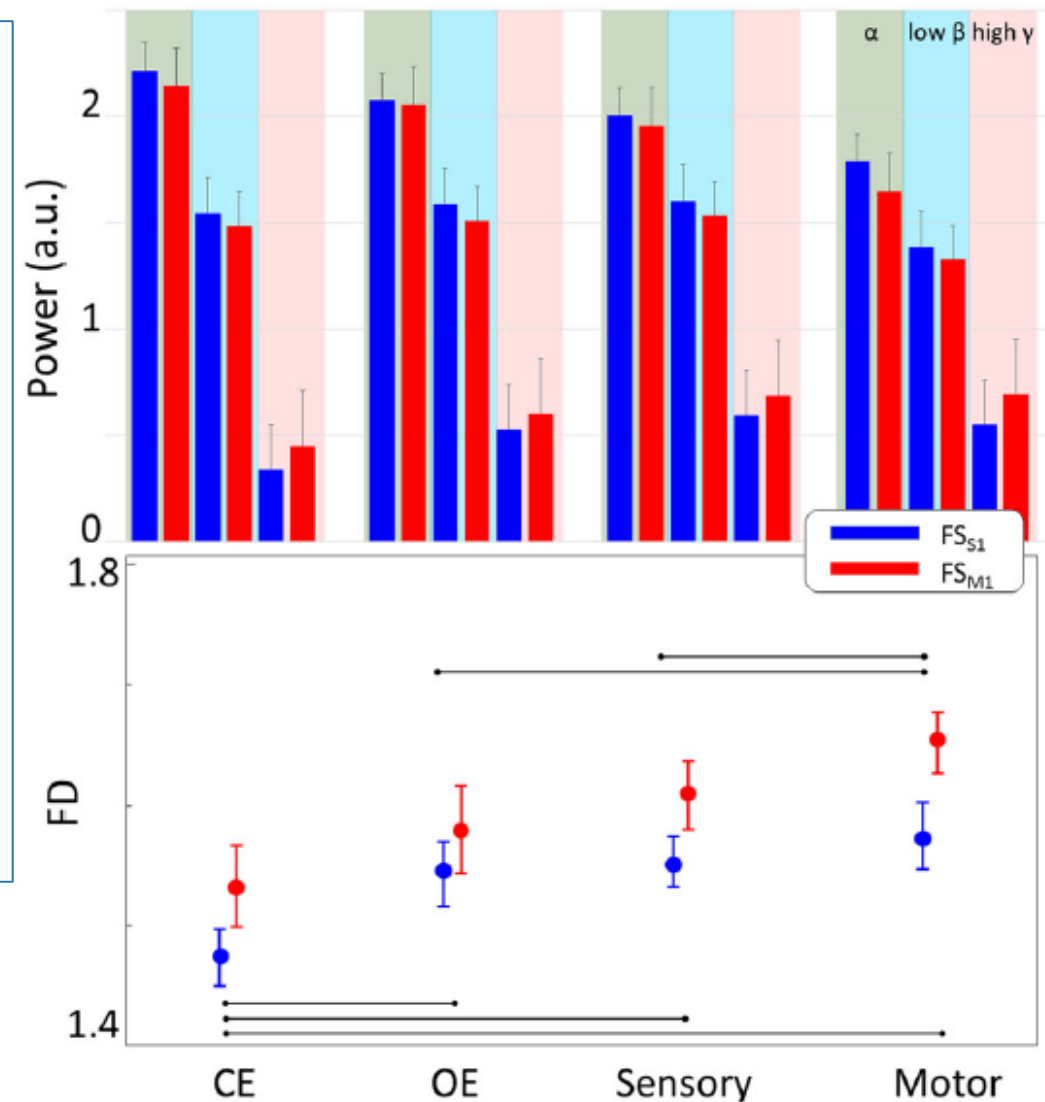 α low β high γ
2
Power (a.u.)
1
0
FS_S1
FS_M1
1.8
FD
1.4
CE OE Sensory Motor